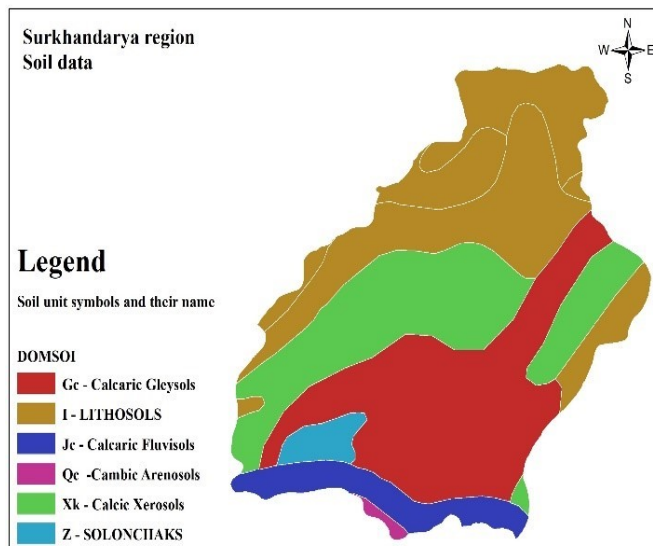 Surkhandarya region
Soil data
N
W E
S
Legend
Soil unit symbols and their name
DOMSOI
Gc - Calcaric Gleysols
I - LITHOSOLS
Jc - Calcaric Fluvisols
Qc -Cambic Arenosols
Xk - Calcic Xerosols
Z - SOLONCHAKS